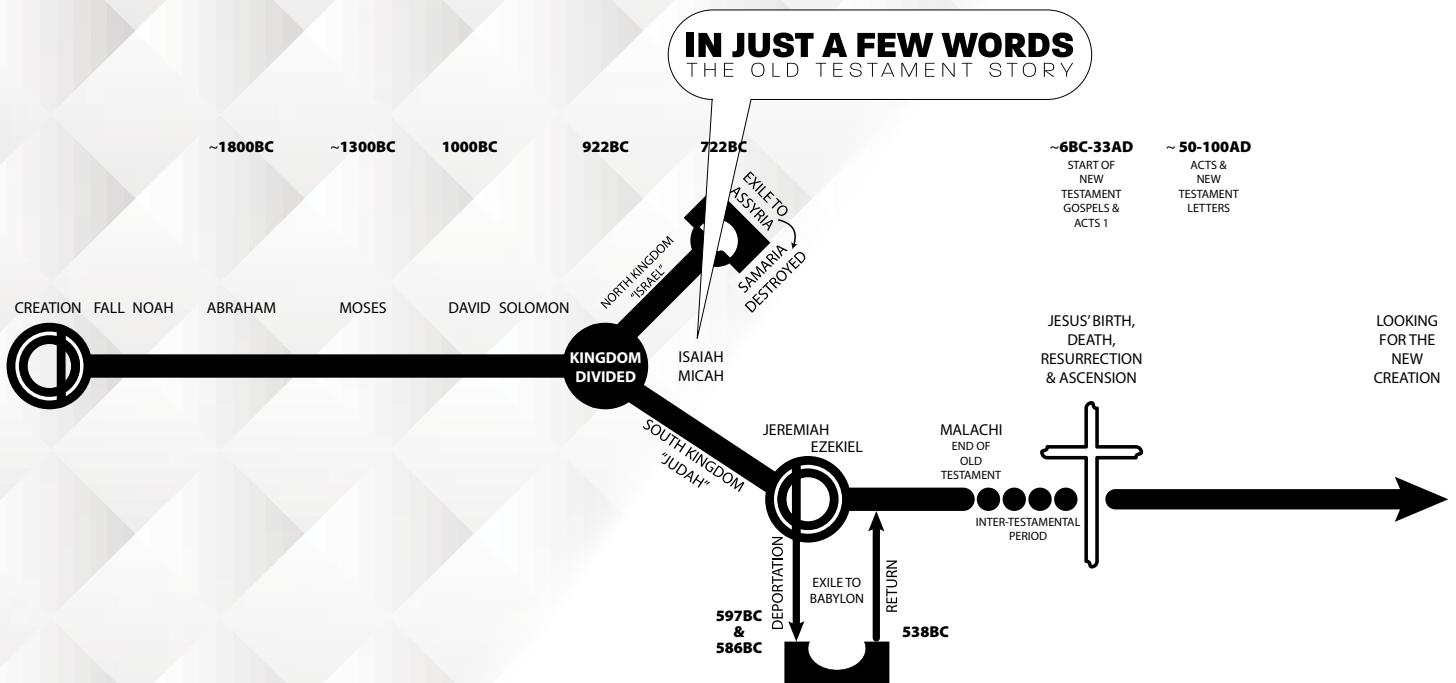 IN JUST A FEW WORDS
THE OLD TESTAMENT STORY
~1800BC
~1300BC
1000BC
922BC
722BC
~6BC-33AD
START OF
NEW
TESTAMENT
GOSPELS &
ACTS 1
~ 50-100AD
ACTS &
NEW
TESTAMENT
LETTERS
EXILE TO
ASSYRIA
SAMARIA
DESTROYED
NORTH KINGDOM
"ISRAEL"
CREATION
FALL
NOAH
ABRAHAM
MOSES
DAVID
SOLOMON
KINGDOM
DIVIDED
ISAIAH
MICAH
JESUS' BIRTH,
DEATH,
RESURRECTION
& ASCENSION
LOOKING
FOR THE
NEW
CREATION
SOUTH KINGDOM
"JUDAH"
JEREMIAH
EZEKIEL
MALACHI
END OF
OLD
TESTAMENT
INTER-TESTAMENTAL
PERIOD
DEPORTATION
EXILE TO
BABYLON
RETURN
597BC
&
586BC
538BC